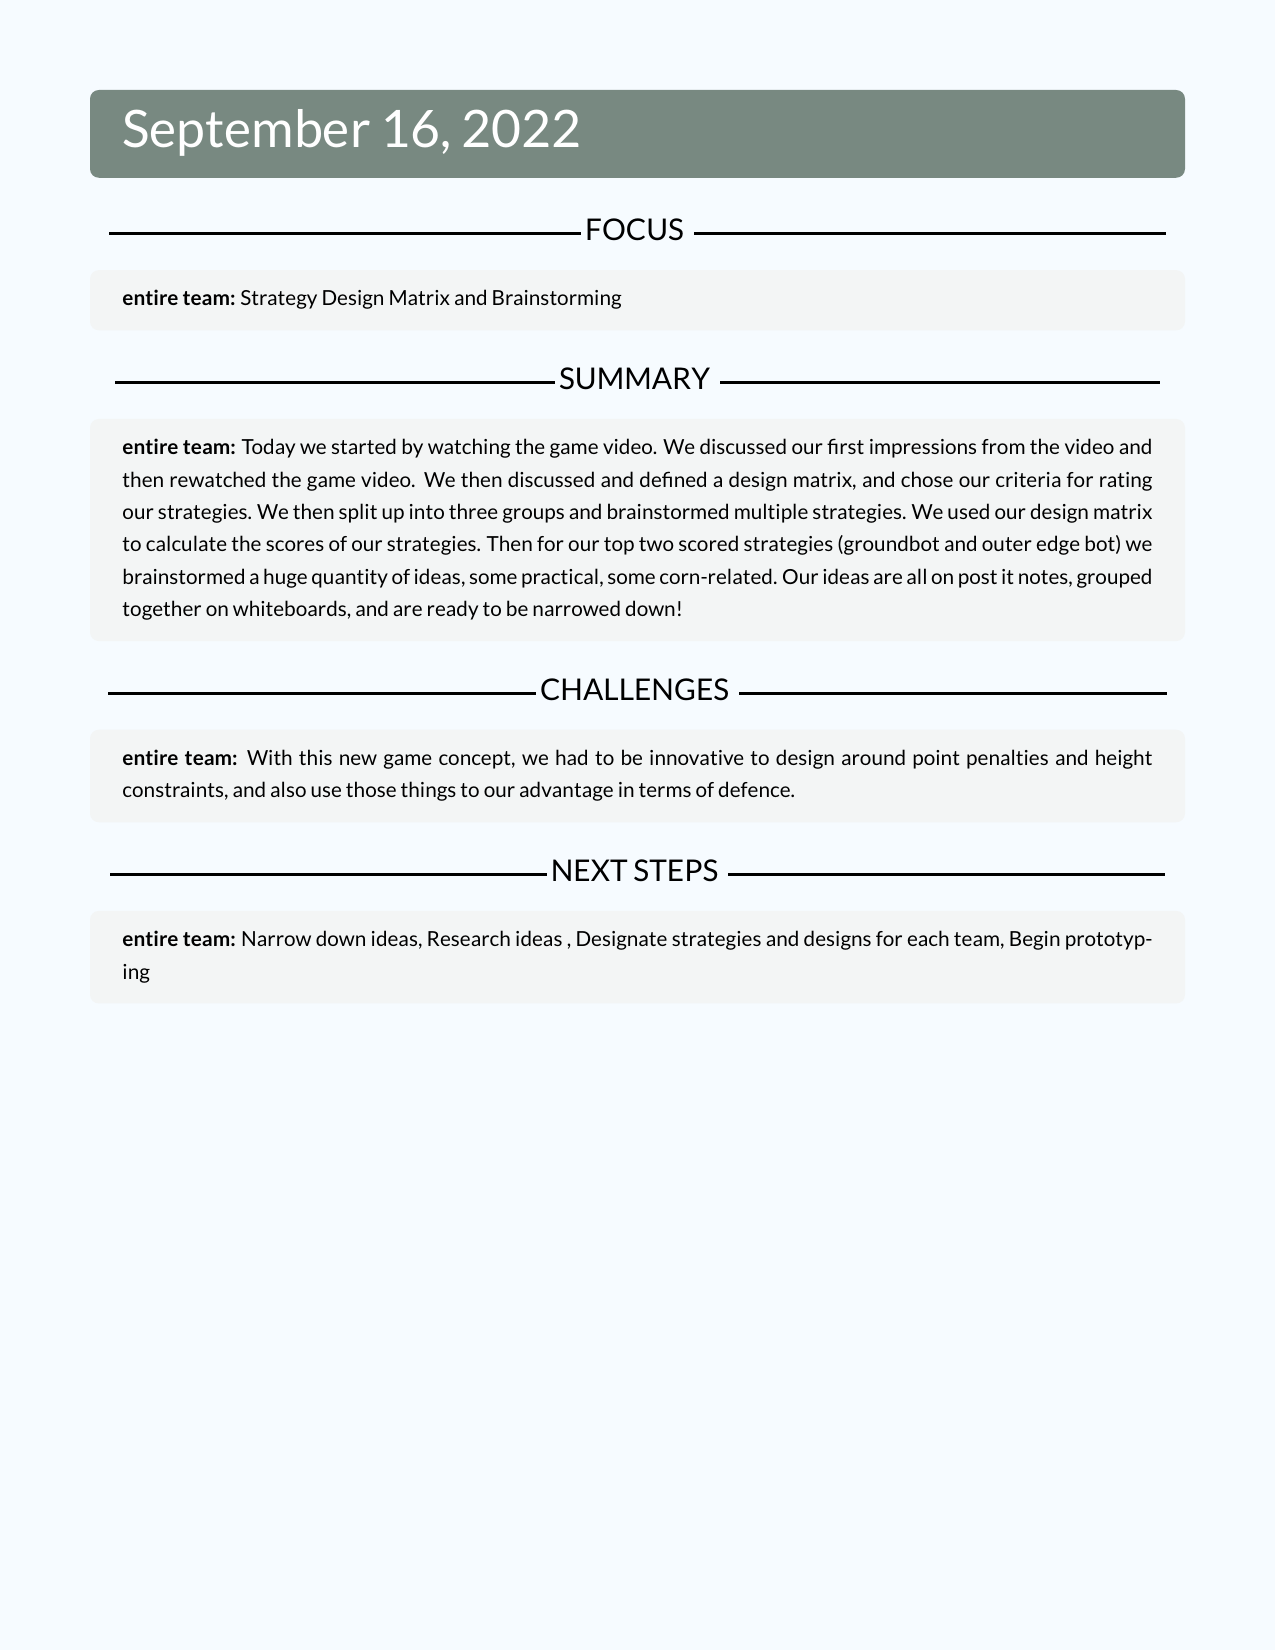 September 16, 2022
FOCUS
entire team: Strategy Design Matrix and Brainstorming
SUMMARY
entire team: Today we started by watching the game video. We discussed our first impressions from the video and
then rewatched the game video. We then discussed and defined a design matrix, and chose our criteria for rating
our strategies. We then split up into three groups and brainstormed multiple strategies. We used our design matrix
to calculate the scores of our strategies. Then for our top two scored strategies (groundbot and outer edge bot) we
brainstormed a huge quantity of ideas, some practical, some corn-related. Our ideas are all on post it notes, grouped
together on whiteboards, and are ready to be narrowed down!
CHALLENGES
entire team: With this new game concept, we had to be innovative to design around point penalties and height
constraints, and also use those things to our advantage in terms of defence.
NEXT STEPS
entire team: Narrow down ideas, Research ideas , Designate strategies and designs for each team, Begin prototyp-
ing